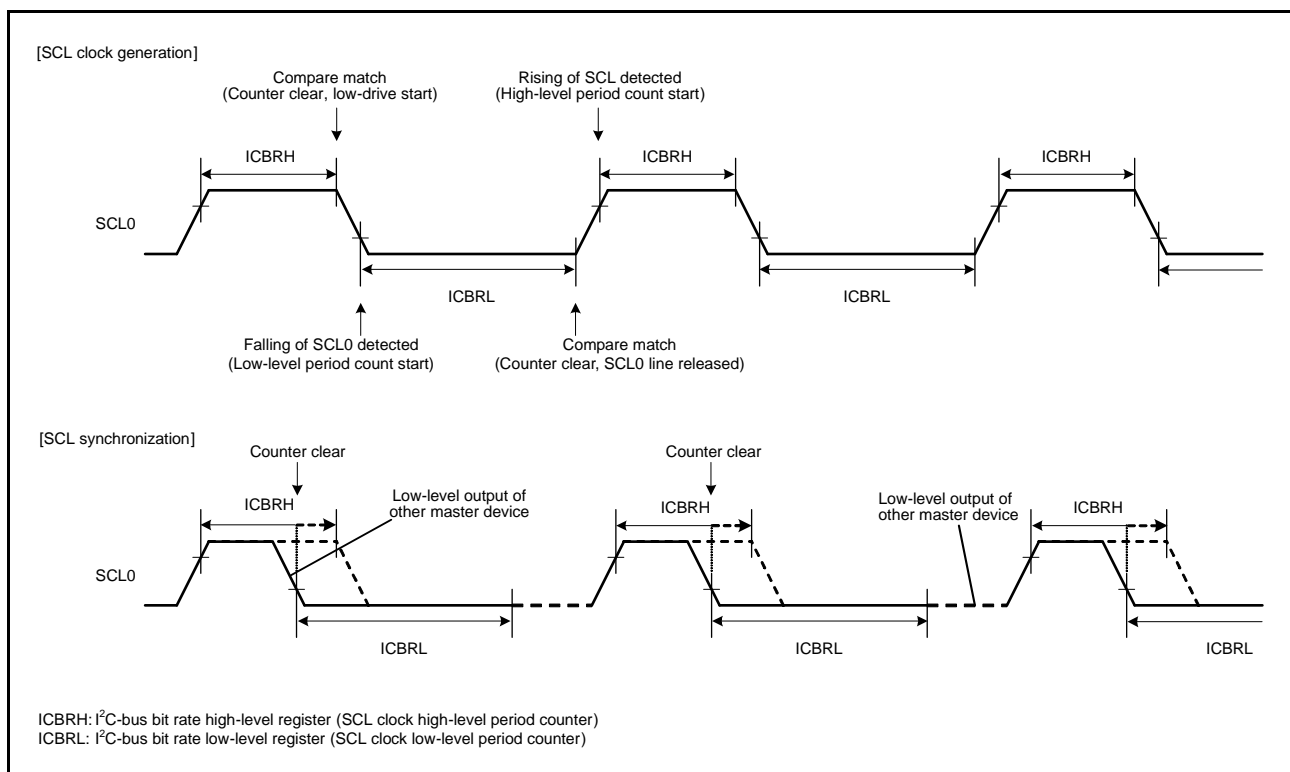 [SCL clock generation]
Compare match
(Counter clear, low-drive start)
Rising of SCL detected
(High-level period count start)
ICBRH
ICBRH
ICBRH
SCL0
ICBRL
ICBRL
Falling of SCL0 detected
(Low-level period count start)
Compare match
(Counter clear, SCL0 line released)
[SCL synchronization]
Counter clear
Counter clear
ICBRH
Low-level output of
other master device
ICBRH
Low-level output of
other master device
ICBRH
SCL0
ICBRL
ICBRL
ICBRL
ICBRH: I²C-bus bit rate high-level register (SCL clock high-level period counter)
ICBRL: I²C-bus bit rate low-level register (SCL clock low-level period counter)